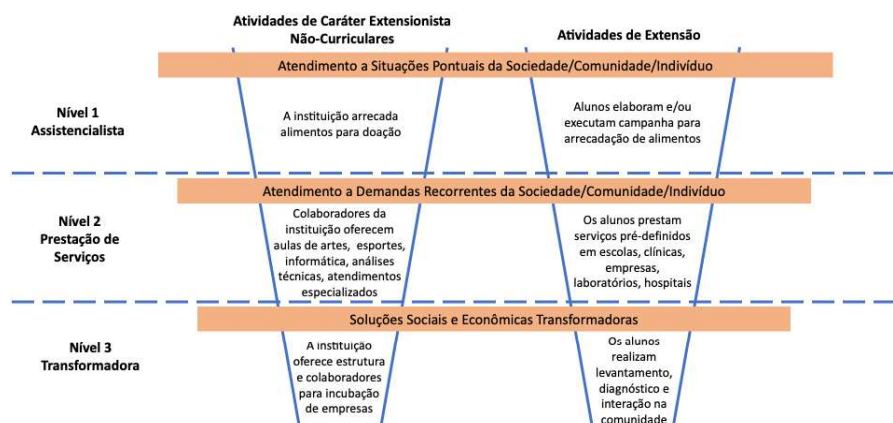 Atividades de Caráter Extensionista
Não-Curriculares
Atividades de Extensão
Atendimento a Situações Pontuais da Sociedade/Comunidade/Indivíduo
Nível 1
Assistencialista
A instituição arrecada
alimentos para doação
Alunos elaboram e/ou
executam campanha para
arrecadação de alimentos
Atendimento a Demandas Recorrentes da Sociedade/Comunidade/Indivíduo
Nível 2
Prestação de
Serviços
Colaboradores da
instituição oferecem
aulas de artes, esportes,
informática, análises
técnicas, atendimentos
especializados
Os alunos prestam
serviços pré-definidos
em escolas, clínicas,
empresas,
laboratórios, hospitais
Soluções Sociais e Econômicas Transformadoras
Nível 3
Transformadora
A instituição
oferece estrutura
e colaboradores
para incubação
de empresas
Os alunos
realizam
levantamento,
diagnóstico e
interação na
comunidade